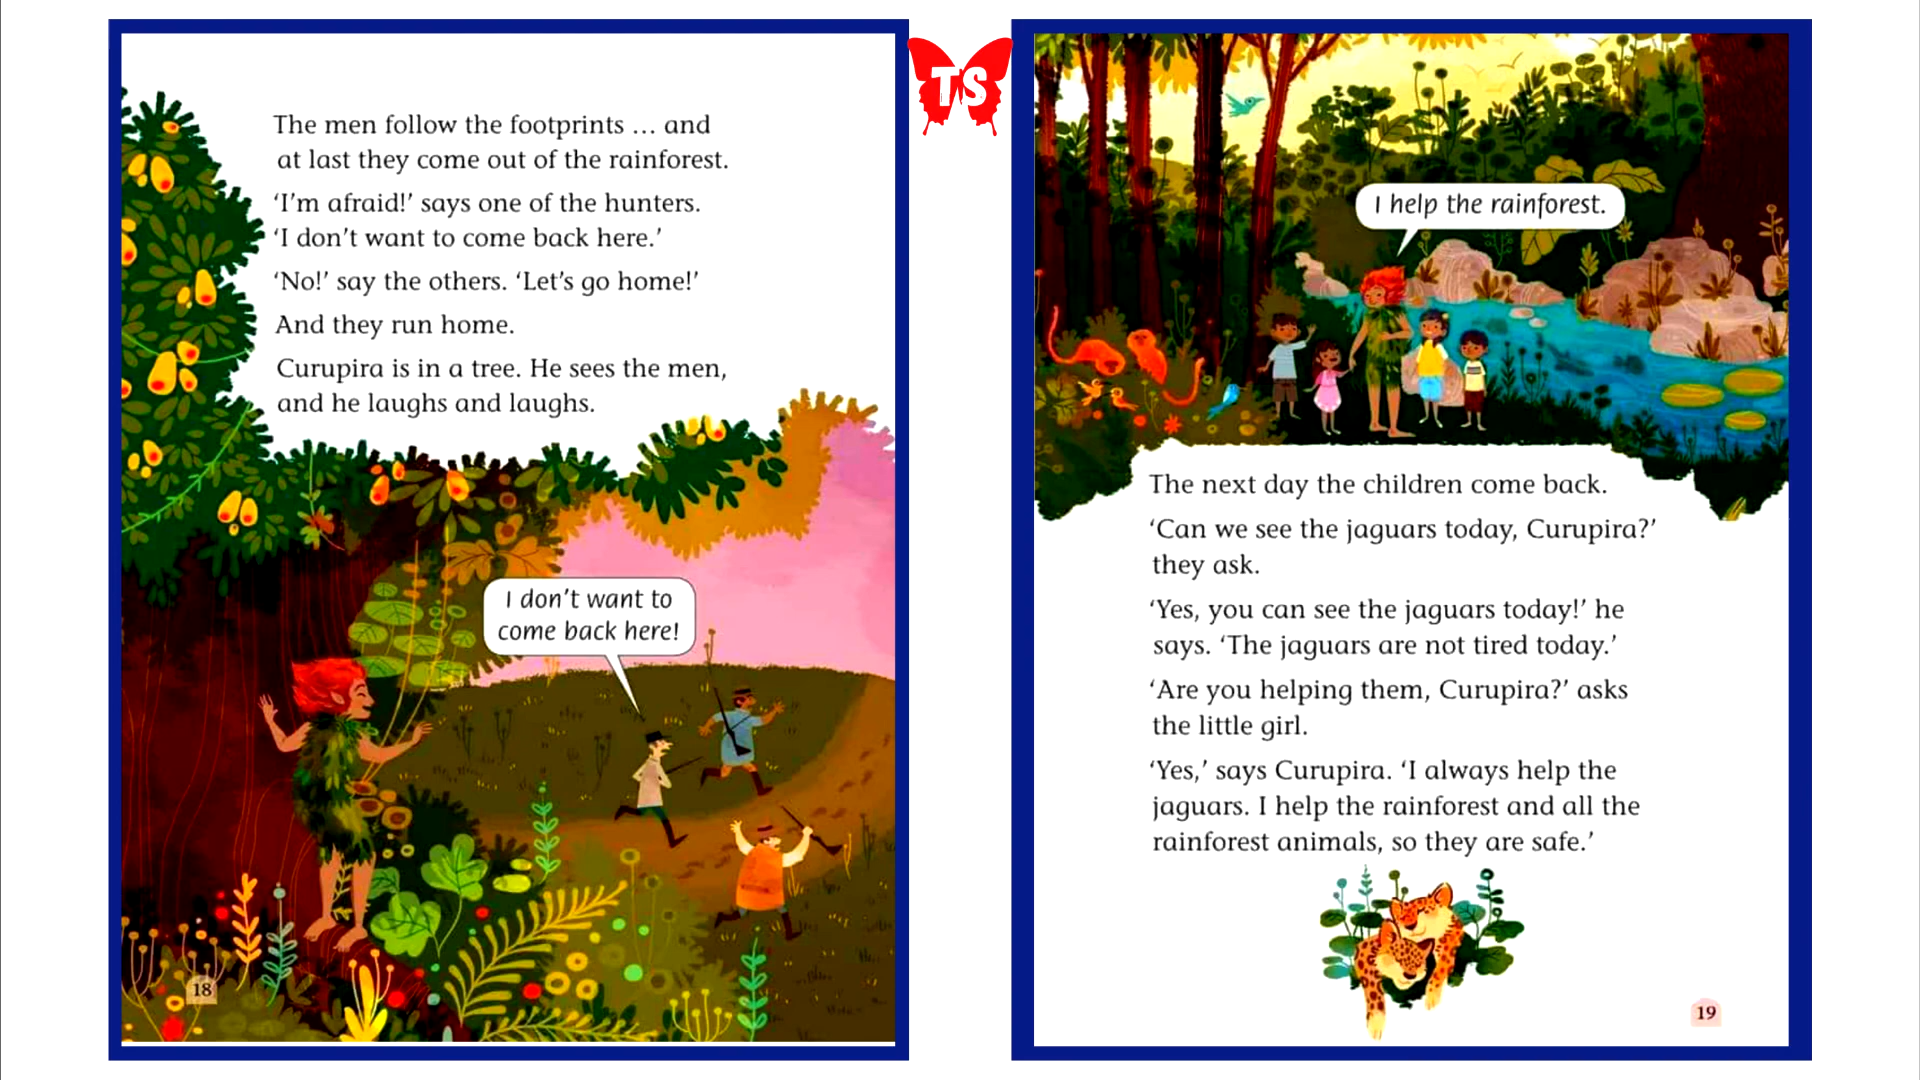 The men follow the footprints … and
at last they come out of the rainforest.
‘I’m afraid!’ says one of the hunters.
‘I don’t want to come back here.’
‘No!’ say the others. ‘Let’s go home!’
And they run home.
Curupira is in a tree. He sees the men,
and he laughs and laughs.
I don’t want to
come back here!
18
TS
I help the rainforest.
The next day the children come back.
‘Can we see the jaguars today, Curupira?’
they ask.
‘Yes, you can see the jaguars today!’ he
says. ‘The jaguars are not tired today.’
‘Are you helping them, Curupira?’ asks
the little girl.
‘Yes,’ says Curupira. ‘I always help the
jaguars. I help the rainforest and all the
rainforest animals, so they are safe.’
19